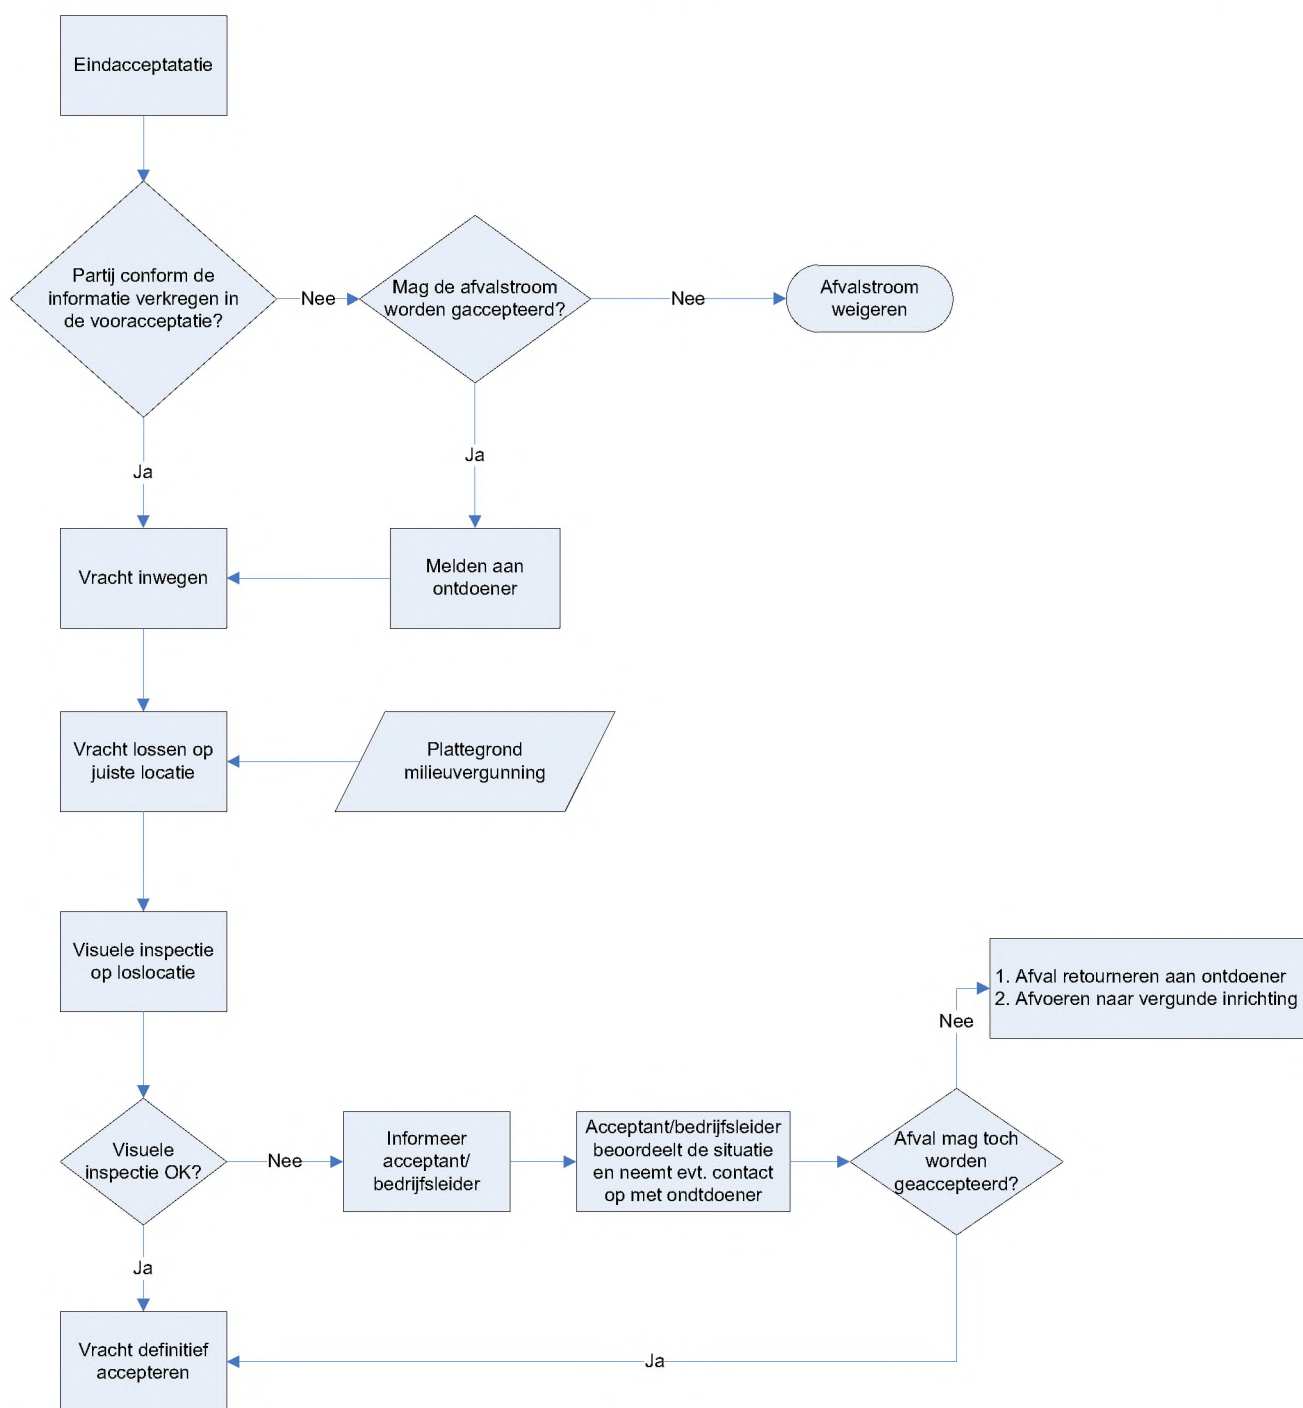 Eindacceptatatie
Partij conform de
informatie verkregen in
de vooracceptatie?
Nee
Mag de afvalstroom
worden gaccepteerd?
Nee
Afvalstroom
weigeren
Ja
Ja
Vracht inwegen
Melden aan
ontdoener
Vracht lossen op
juiste locatie
Plattegrond
milieuvergunning
Visuele inspectie
op loslocatie
1. Afval retourneren aan ontdoener
2. Afvoeren naar vergunde inrichting
Nee
Visuele
inspectie OK?
Nee
Informeer
acceptant/
bedrijfsleider
Acceptant/bedrijfsleider
beoordeelt de situatie
en neemt evt. contact
op met ondtdoener
Afval mag toch
worden
geaccepteerd?
Ja
Vracht definitief
accepteren
Ja